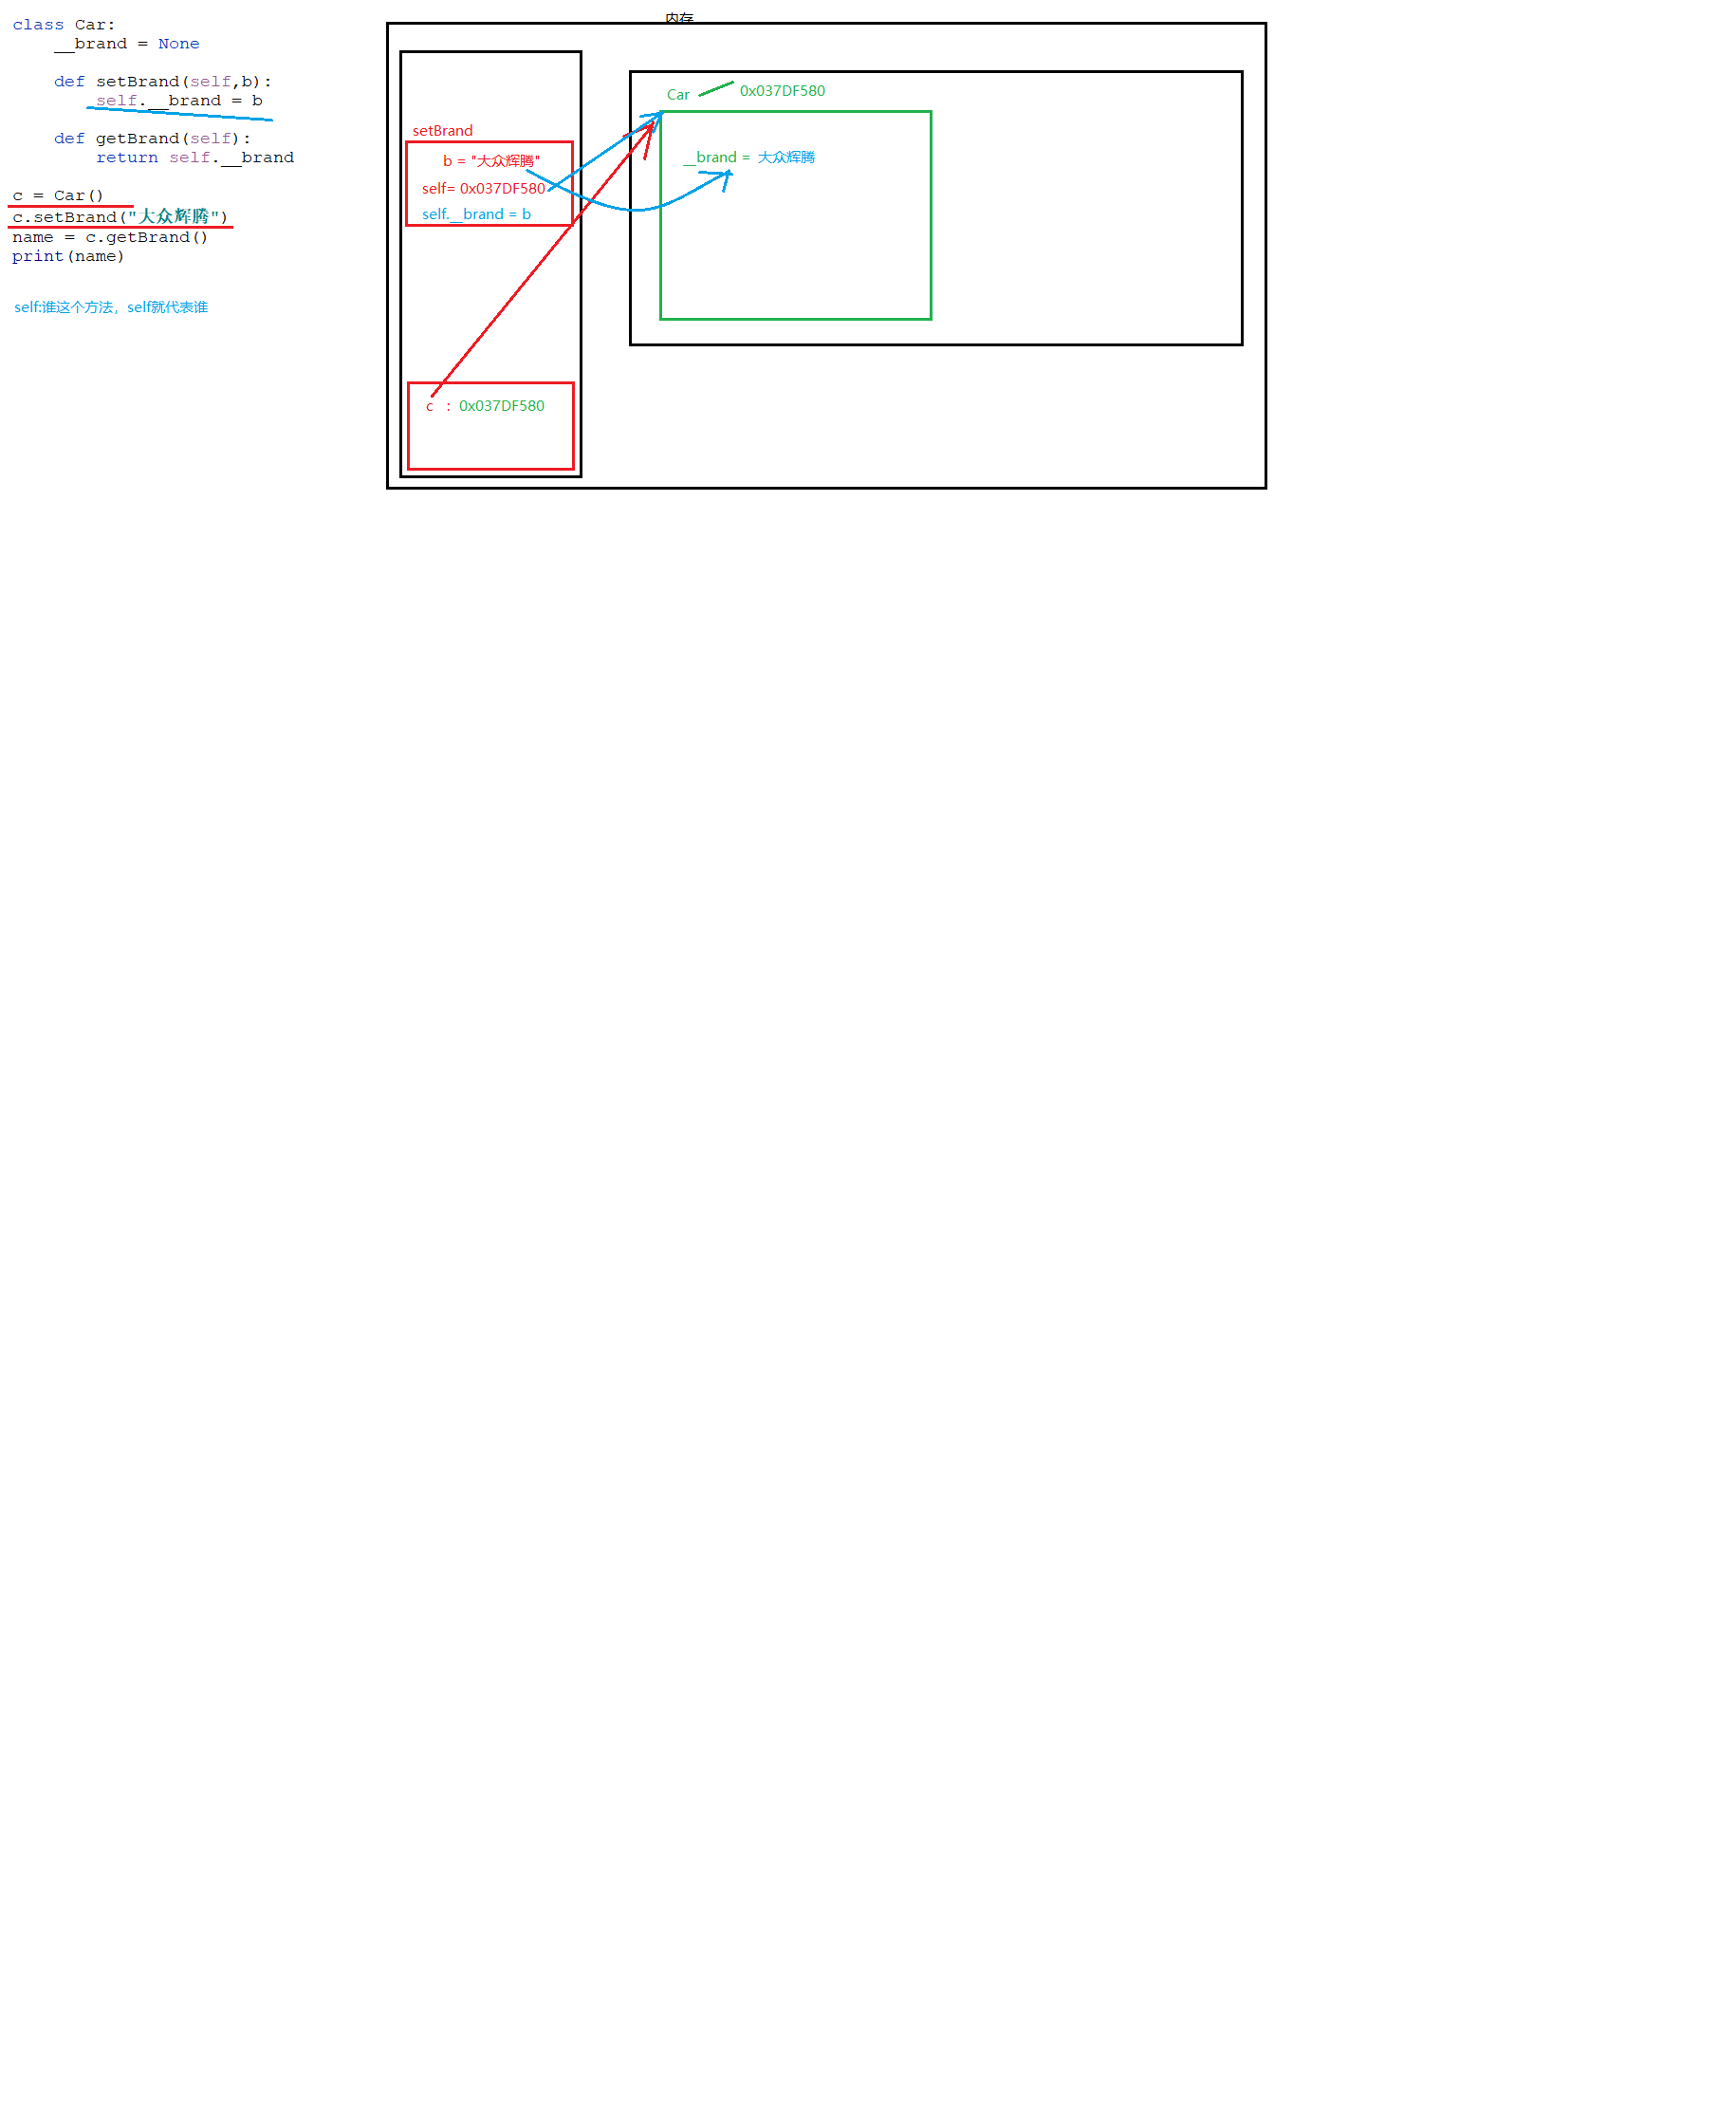 class Car:
    __brand = None
    def setBrand(self,b):
        self.__brand = b
    def getBrand(self):
        return self.__brand
c = Car()
c.setBrand("大众辉腾")
name = c.getBrand()
print(name)
self:谁这个方法，self就代表谁
内存
setBrand
b = "大众辉腾"
self= 0x037DF580
self.__brand = b
c : 0x037DF580
Car 0x037DF580
__brand = 大众辉腾